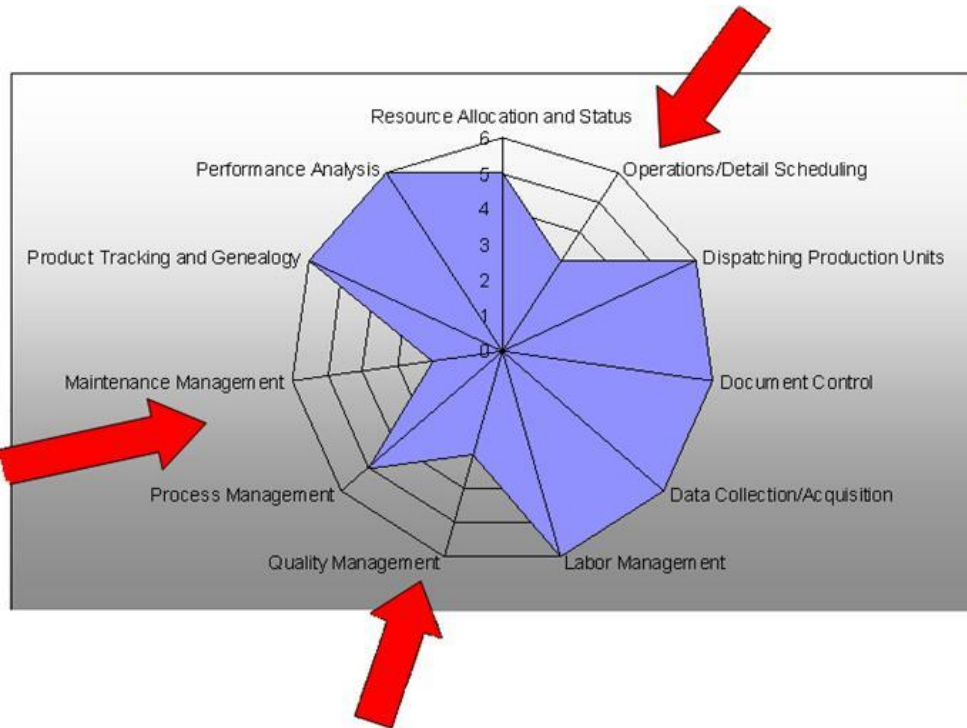 Resource Allocation and Status
6
Performance Analysis
Operations/Detail Scheduling
5
4
Product Tracking and Genealogy
Dispatching Production Units
3
2
1
0
Maintenance Management
Document Control
Process Management
Data Collection/Acquisition
Quality Management
Labor Management